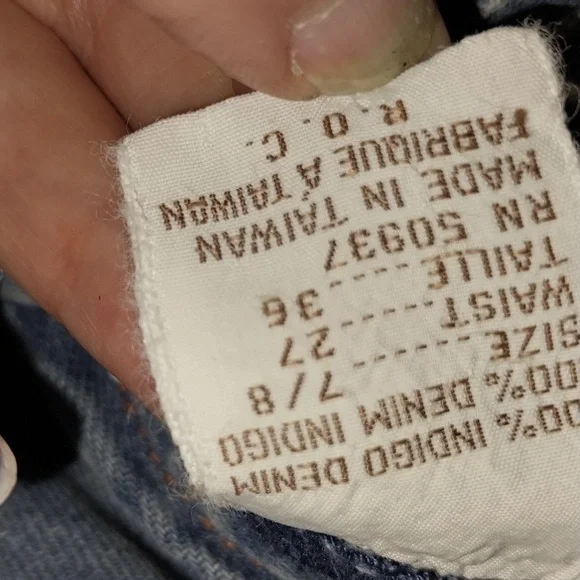 00% INDIGO DENIM
00% DENIM INDIGO
SIZE-------7/8
WAIST------27
TAILLE------36
RN 50937
MADE IN TAIWAN
FABRIQUE À TAIWAN
R.O.C.